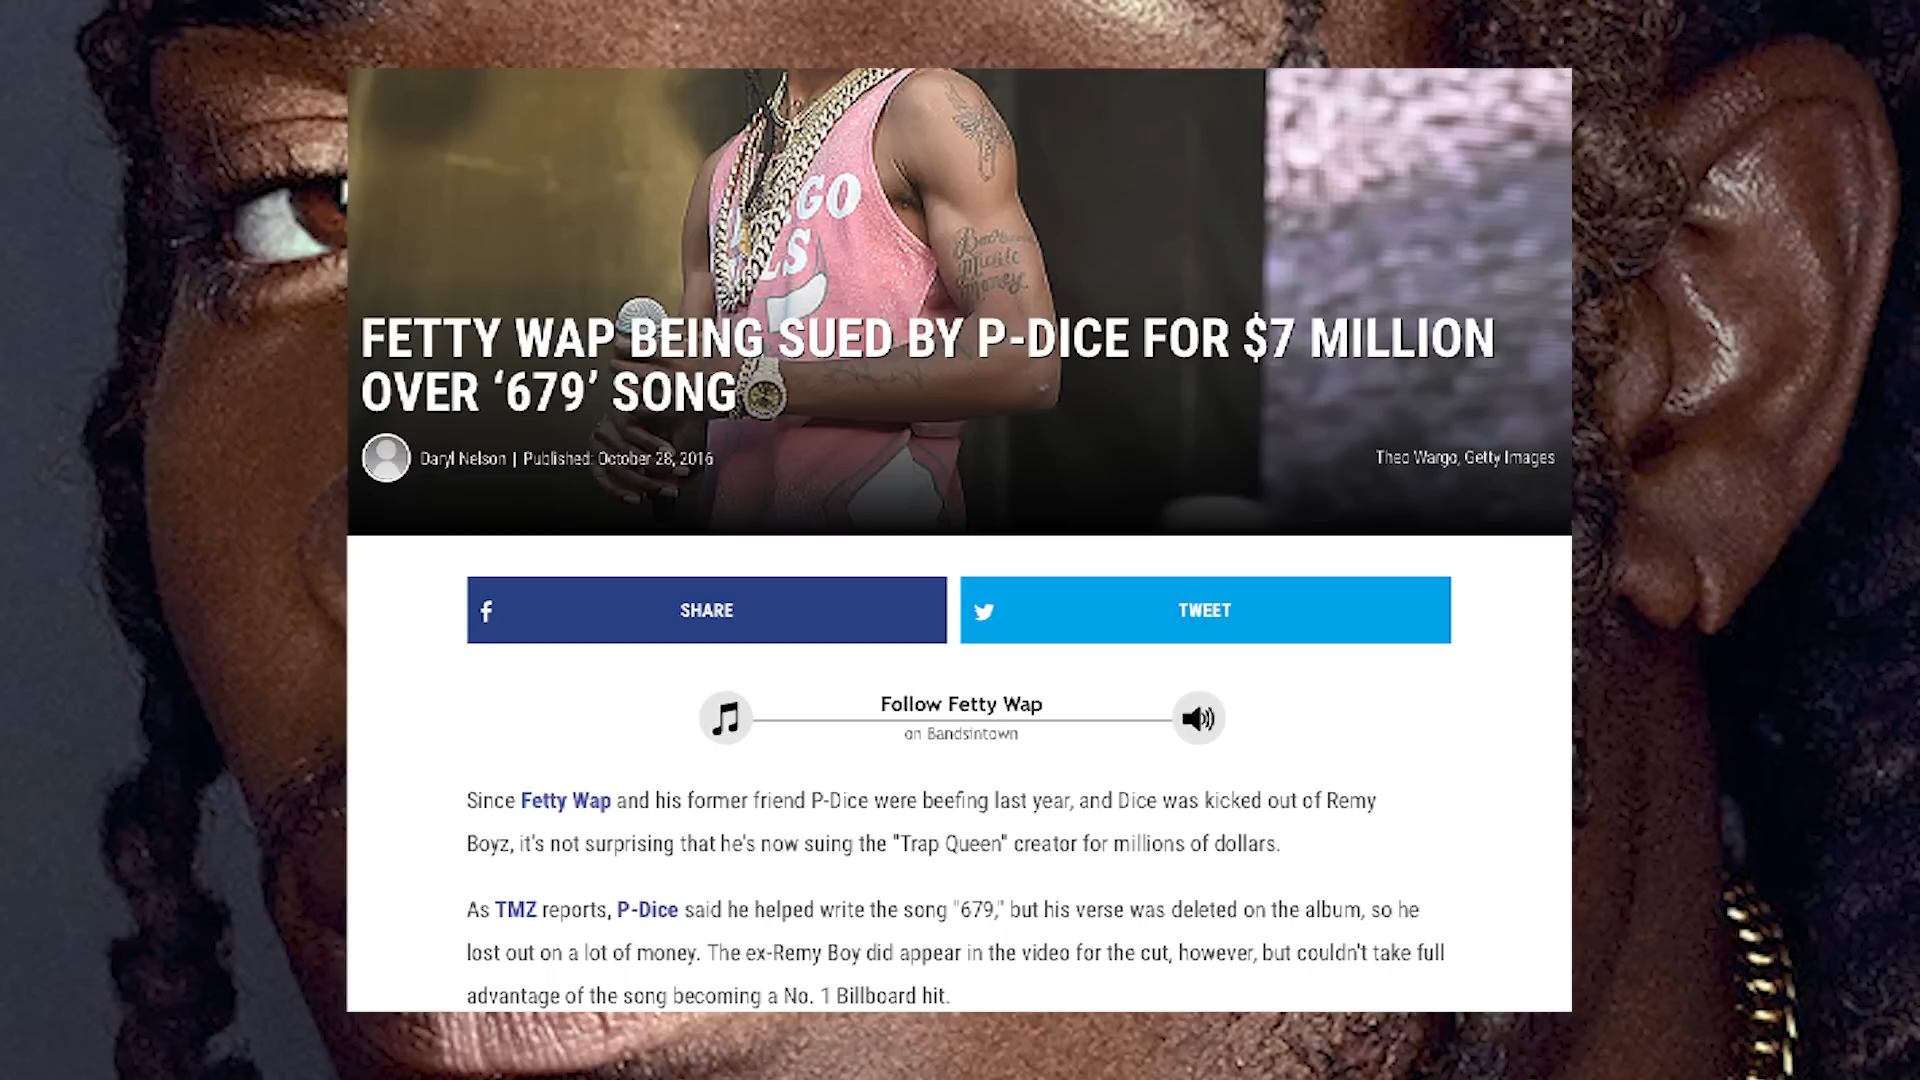 GO
LS
FETTY WAP BEING SUED BY P-DICE FOR $7 MILLION
OVER ‘679’ SONG
Daryl Nelson | Published: October 28, 2016
Theo Wargo, Getty Images
SHARE
TWEET
Follow Fetty Wap
on Bandsintown
Since Fetty Wap and his former friend P-Dice were beefing last year, and Dice was kicked out of Remy
Boyz, it's not surprising that he's now suing the "Trap Queen" creator for millions of dollars.
As TMZ reports, P-Dice said he helped write the song "679," but his verse was deleted on the album, so he
lost out on a lot of money. The ex-Remy Boy did appear in the video for the cut, however, but couldn't take full
advantage of the song becoming a No. 1 Billboard hit.